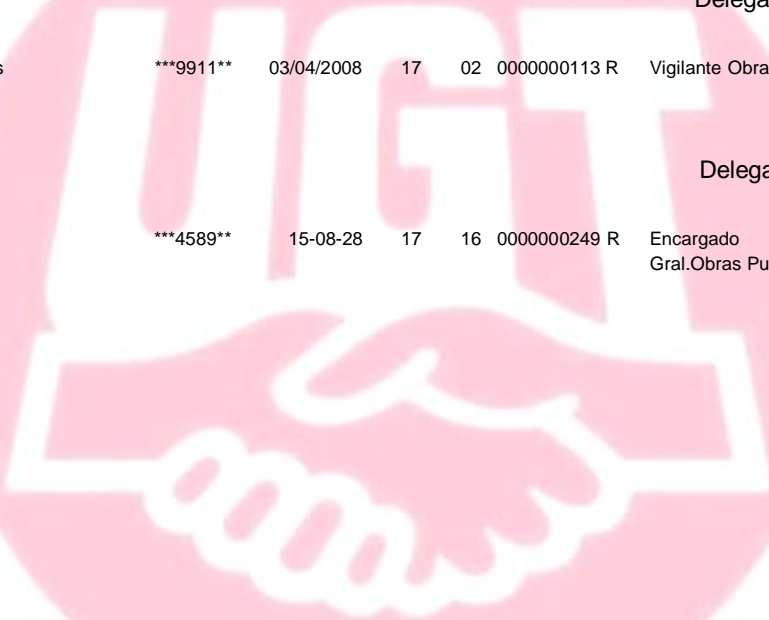 Delega
s ***9911** 03/04/2008 17 02 0000000113 R Vigilante Obra
Delega
***4589** 15-08-28 17 16 0000000249 R Encargado
Gral.Obras Pu
UGT